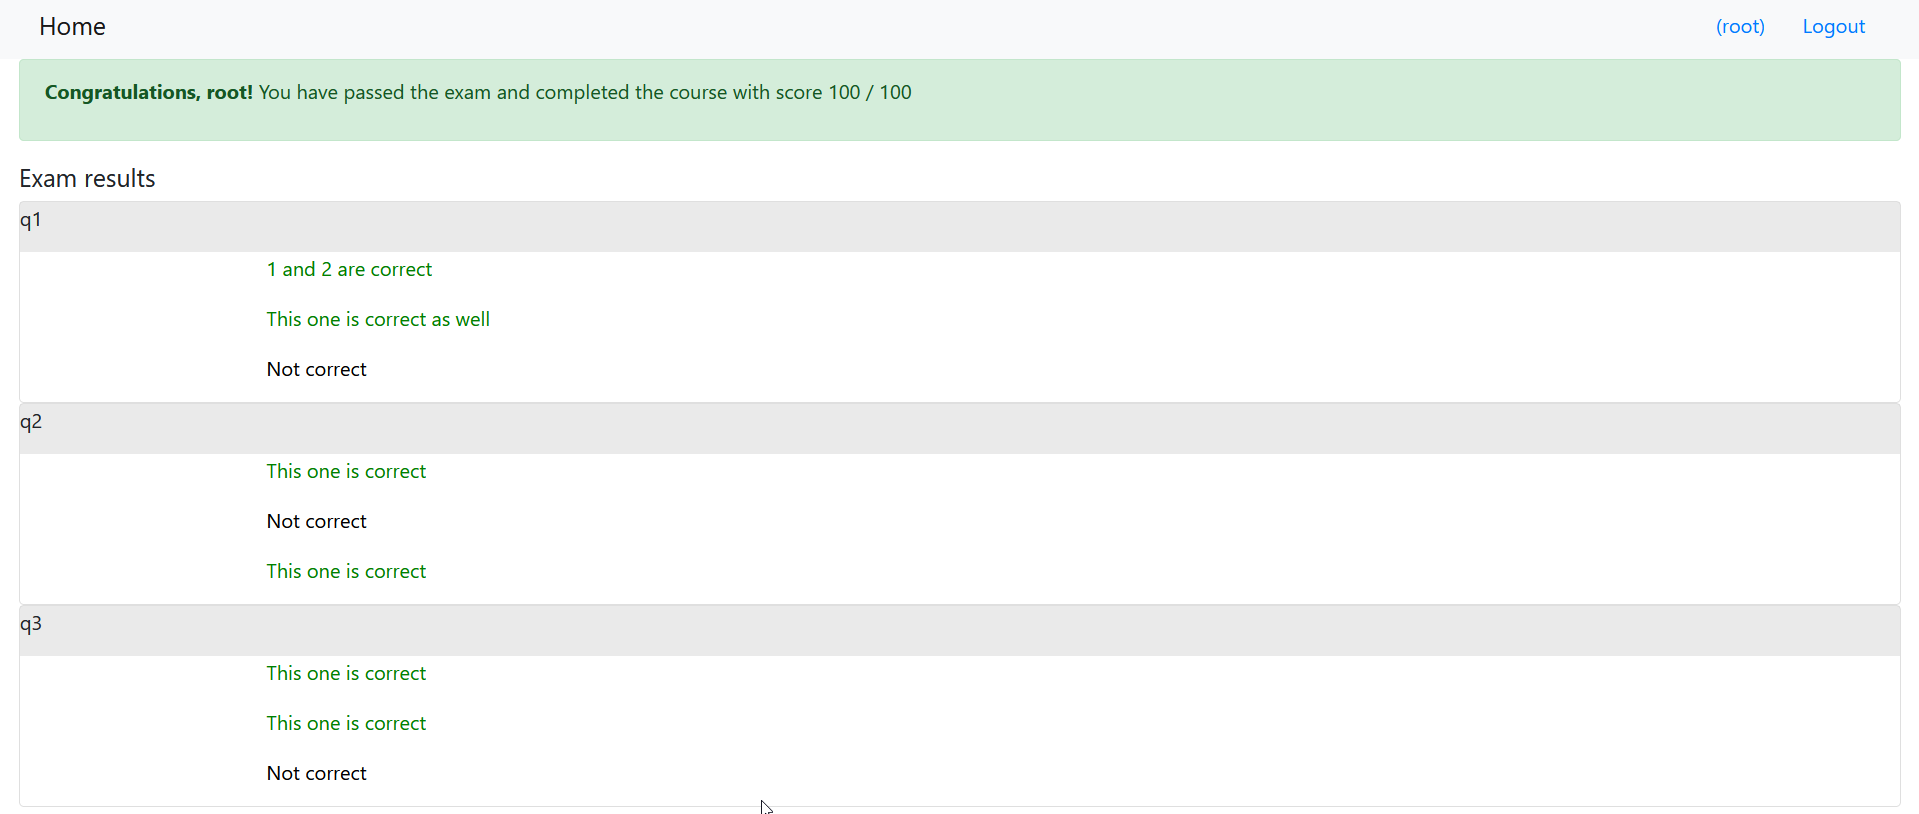 Home (root) Logout
Congratulations, root! You have passed the exam and completed the course with score 100 / 100
Exam results
q1
1 and 2 are correct
This one is correct as well
Not correct
q2
This one is correct
Not correct
This one is correct
q3
This one is correct
This one is correct
Not correct